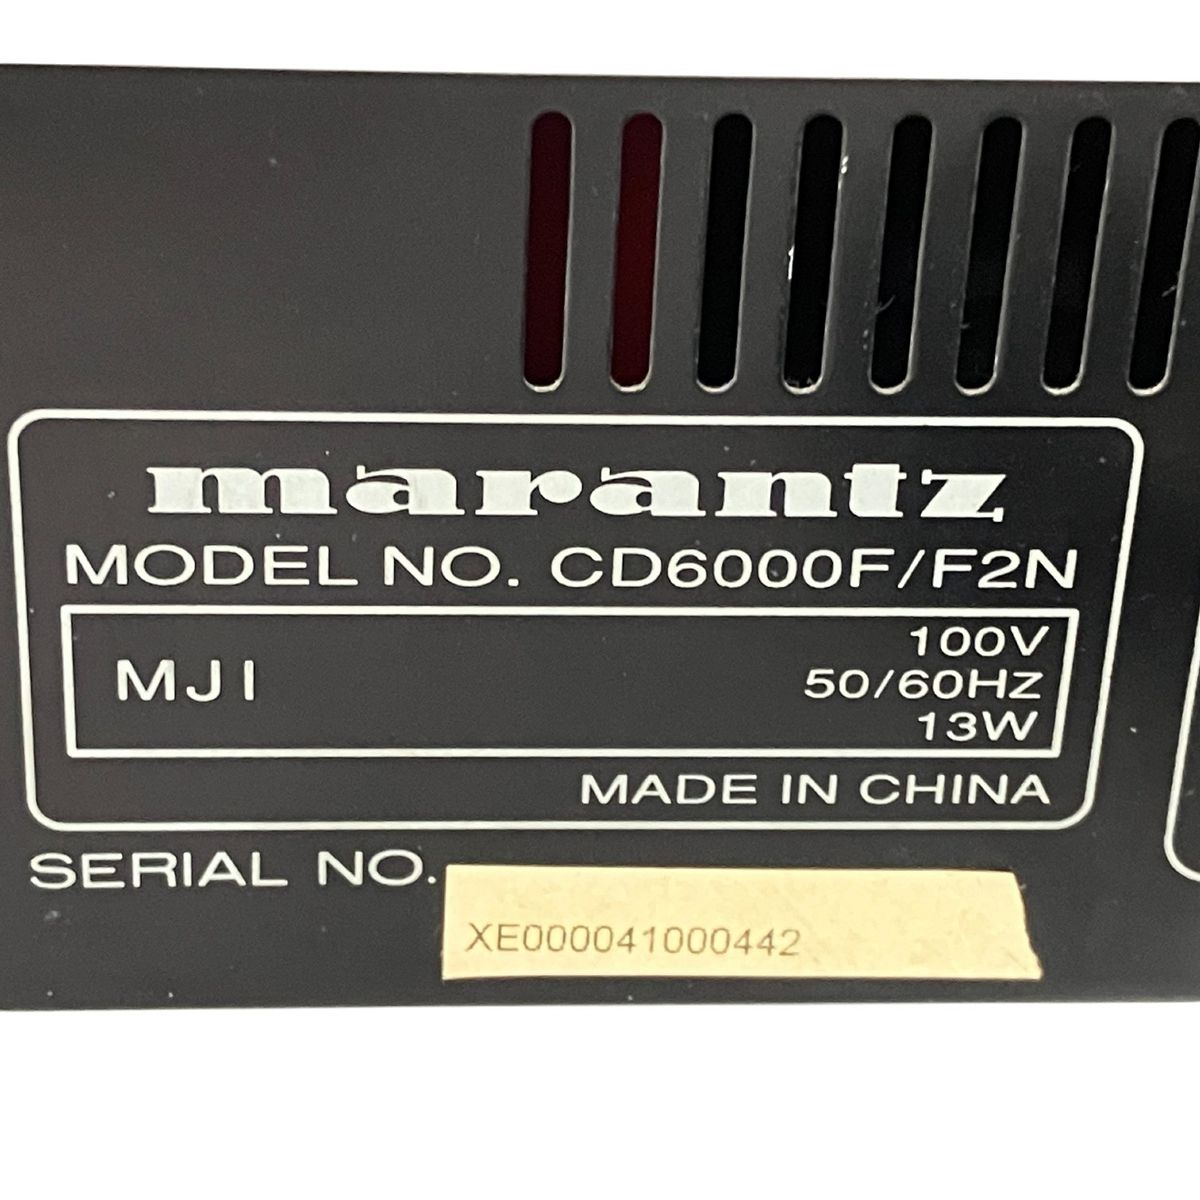 marantz
MODEL NO. CD6000F/F2N
MJI
100V
50/60HZ
13W
MADE IN CHINA
SERIAL NO.
XE000041000442